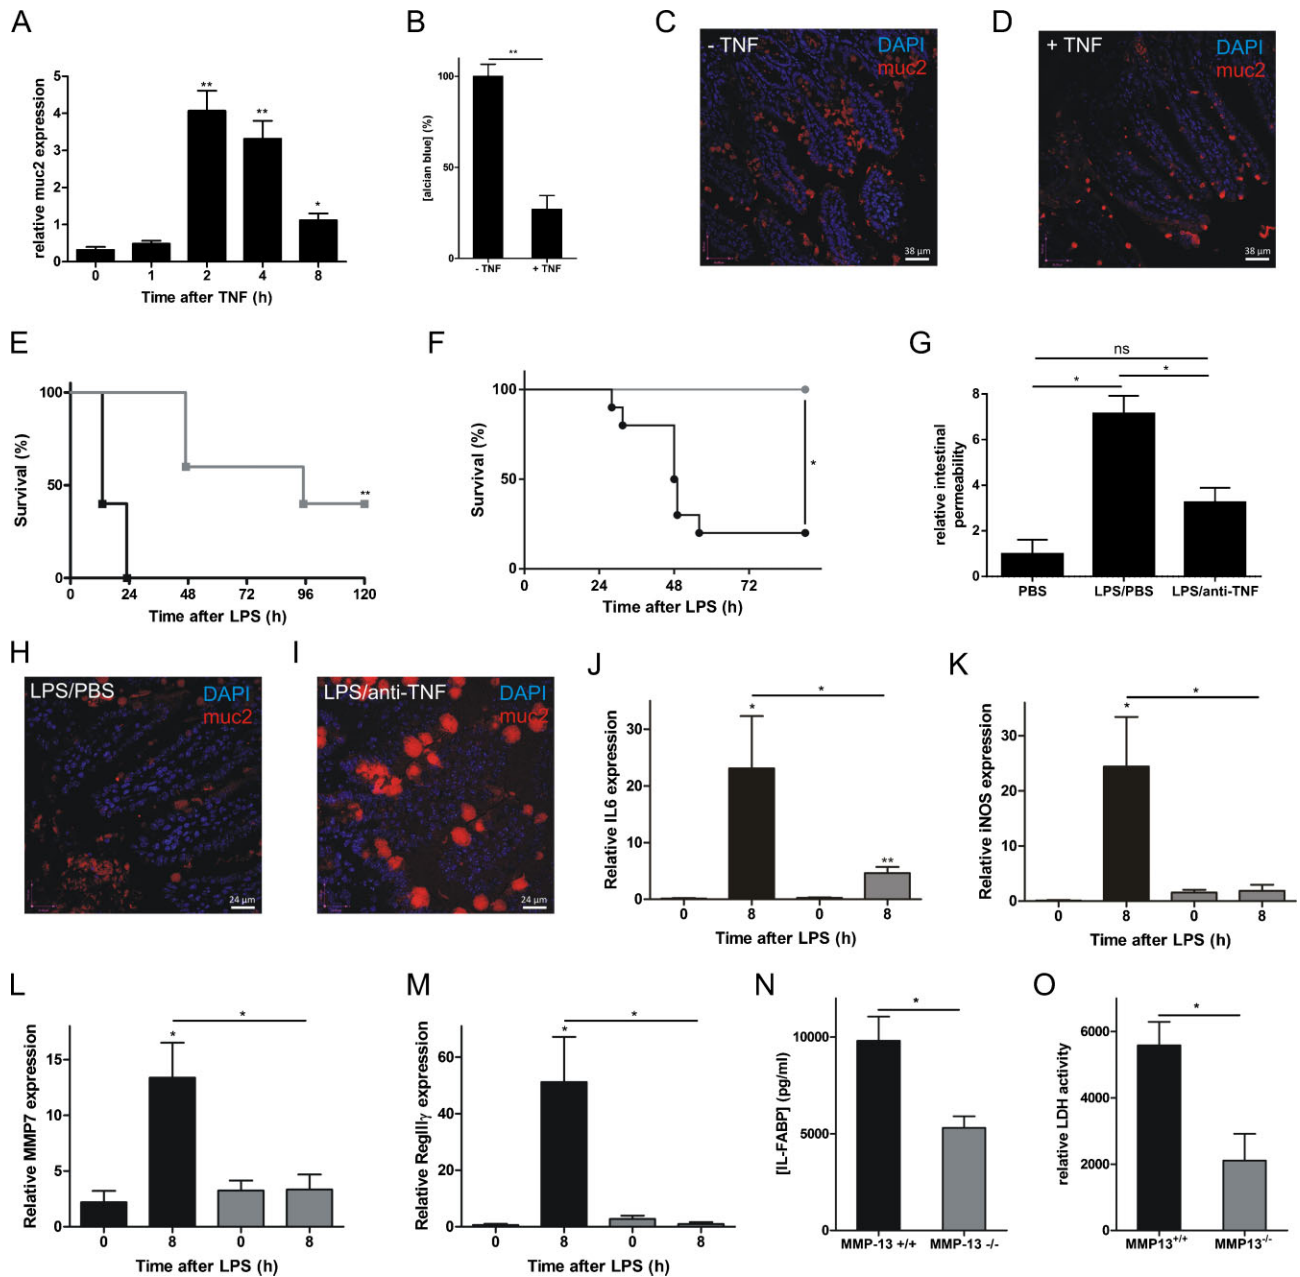 A
relative muc2 expression
5
4
3
2
1
0
**
**
*
0 1 2 4 8
Time after TNF (h)
B
[alcian blue] (%)
100
50
0
**
- TNF + TNF
C
- TNF
DAPI
muc2
38 µm
D
+ TNF
DAPI
muc2
38 µm
E
Survival (%)
100
50
0
**
0 24 48 72 96 120
Time after LPS (h)
F
Survival (%)
100
50
0
*
0 24 48 72
Time after LPS (h)
G
relative intestinal
permeability
8
6
4
2
0
ns
*
*
PBS LPS/PBS LPS/anti-TNF
H
LPS/PBS
DAPI
muc2
24 µm
I
LPS/anti-TNF
DAPI
muc2
24 µm
J
Relative IL6 expression
30
20
10
0
*
*
**
0 8 0 8
Time after LPS (h)
K
Relative iNOS expression
30
20
10
0
*
*
0 8 0 8
Time after LPS (h)
L
Relative MMP7 expression
15
10
5
0
*
*
0 8 0 8
Time after LPS (h)
M
Relative RegIIIγ expression
60
40
20
0
*
*
0 8 0 8
Time after LPS (h)
N
[IL-FABP] (pg/ml)
10000
5000
0
*
MMP-13 +/+ MMP-13 -/-
O
relative LDH activity
6000
4000
2000
0
*
MMP13+/+ MMP13-/-